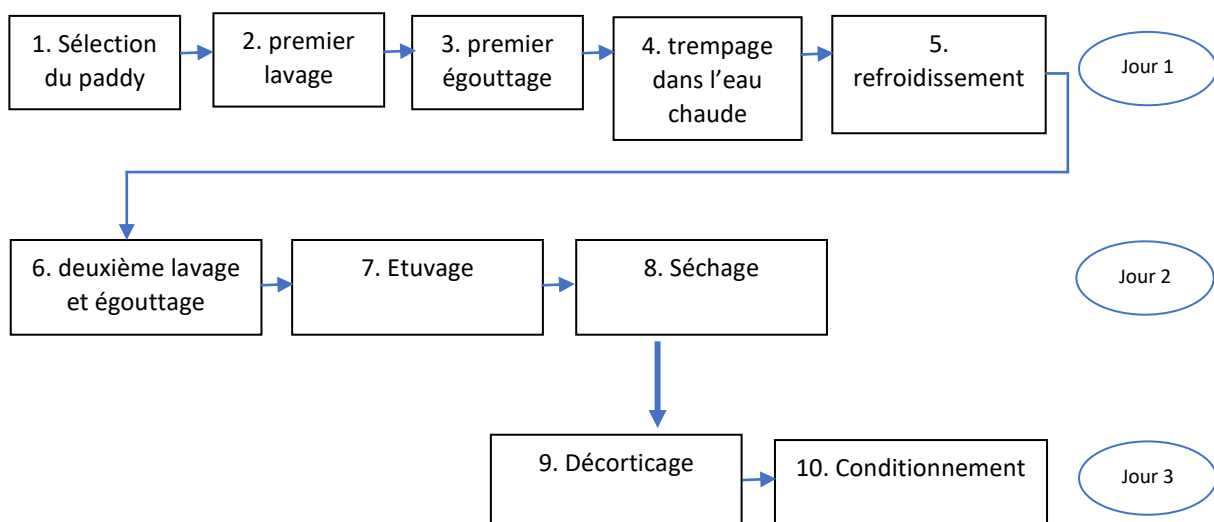 1. Sélection
du paddy
2. premier
lavage
3. premier
égouttage
4. trempage
dans l’eau
chaude
5.
refroidissement
Jour 1
6. deuxième lavage
et égouttage
7. Etuvage
8. Séchage
Jour 2
9. Décorticage
10. Conditionnement
Jour 3